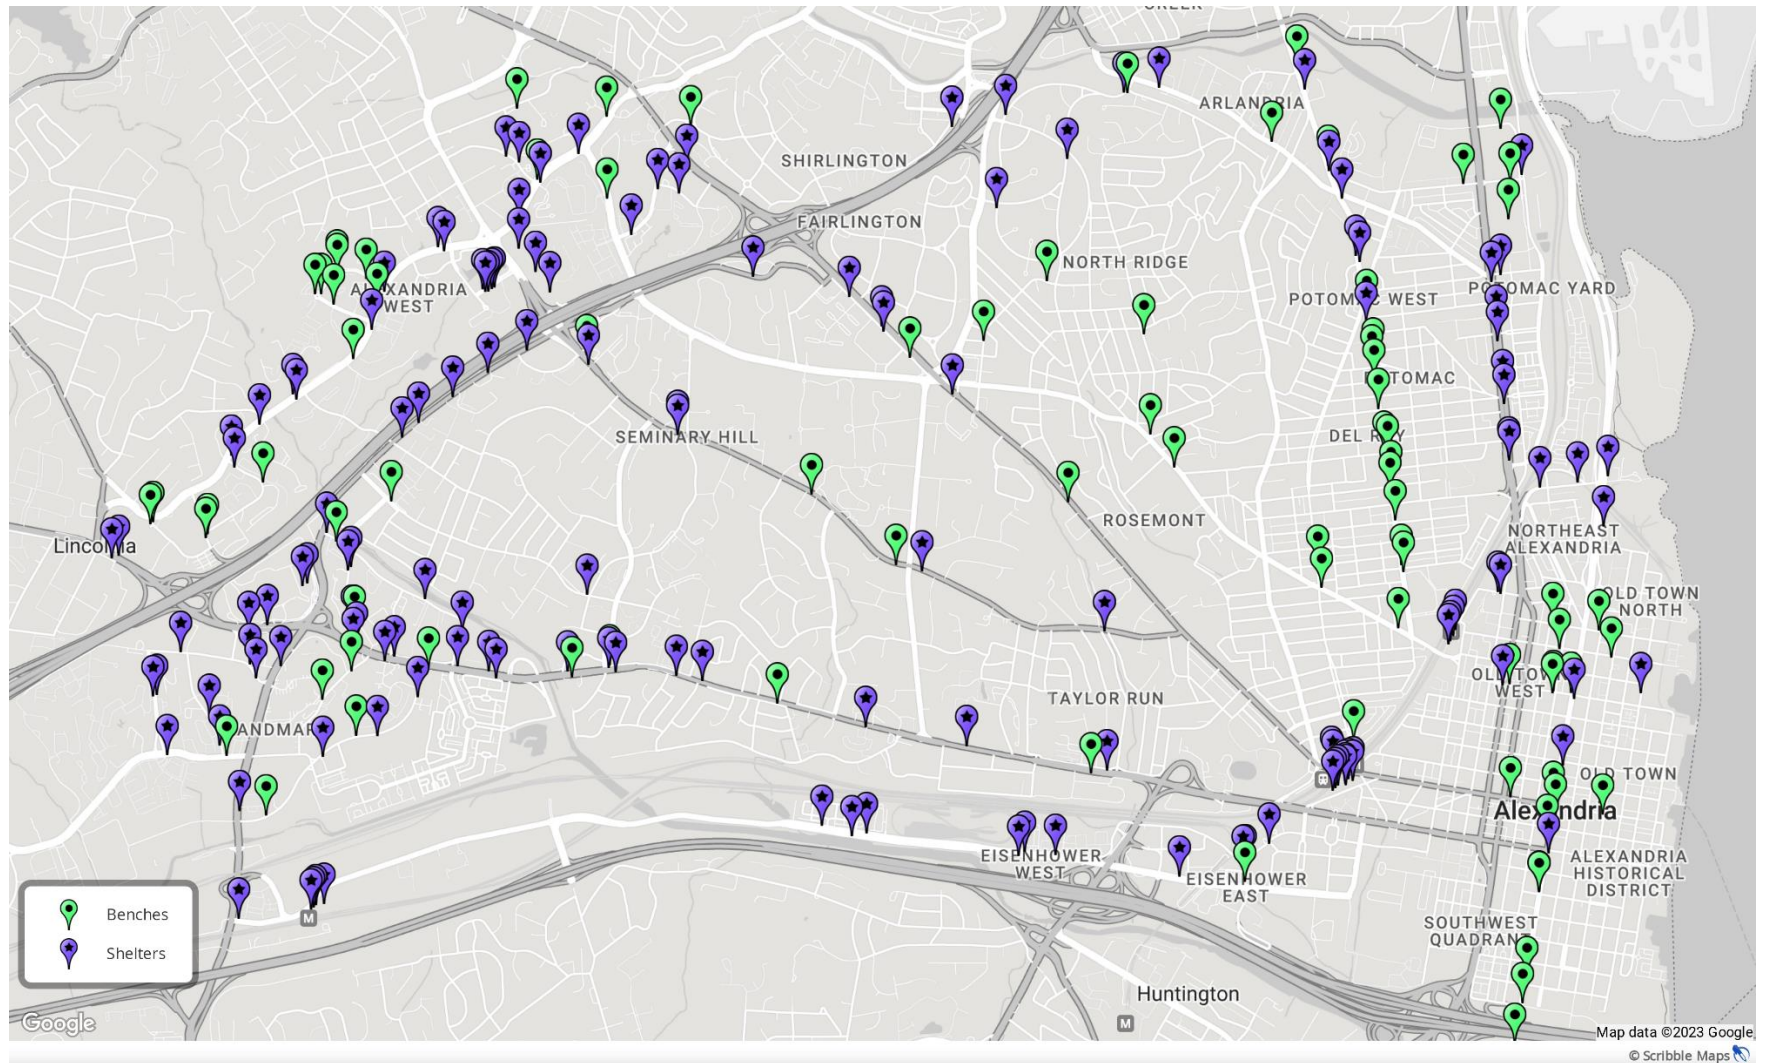 ARLANDRIA
SHIRLINGTON
FAIRLINGTON
NORTH RIDGE
ALEXANDRIA
WEST
POTOMAC WEST
POTOMAC YARD
POTOMAC
SEMINARY HILL
DEL RAY
ROSEMONT
Lincolnia
NORTHEAST
ALEXANDRIA
OLD TOWN
NORTH
OLD TOWN
WEST
TAYLOR RUN
LANDMARK
OLD TOWN
Alexandria
EISENHOWER
WEST
EISENHOWER
EAST
ALEXANDRIA
HISTORICAL
DISTRICT
M
Benches
Shelters
SOUTHWEST
QUADRANT
Huntington
M
Google
Map data ©2023 Google
© Scribble Maps